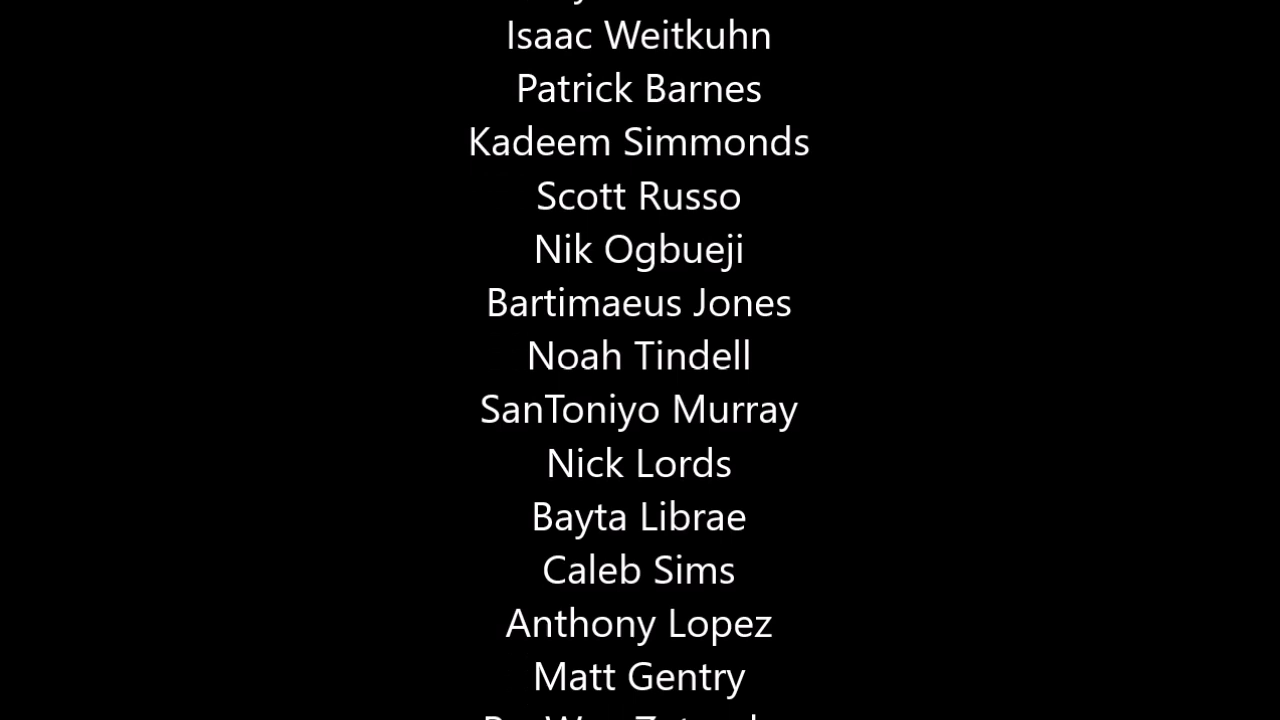 Isaac Weitkuhn
Patrick Barnes
Kadeem Simmonds
Scott Russo
Nik Ogbueji
Bartimaeus Jones
Noah Tindell
SanToniyo Murray
Nick Lords
Bayta Librae
Caleb Sims
Anthony Lopez
Matt Gentry